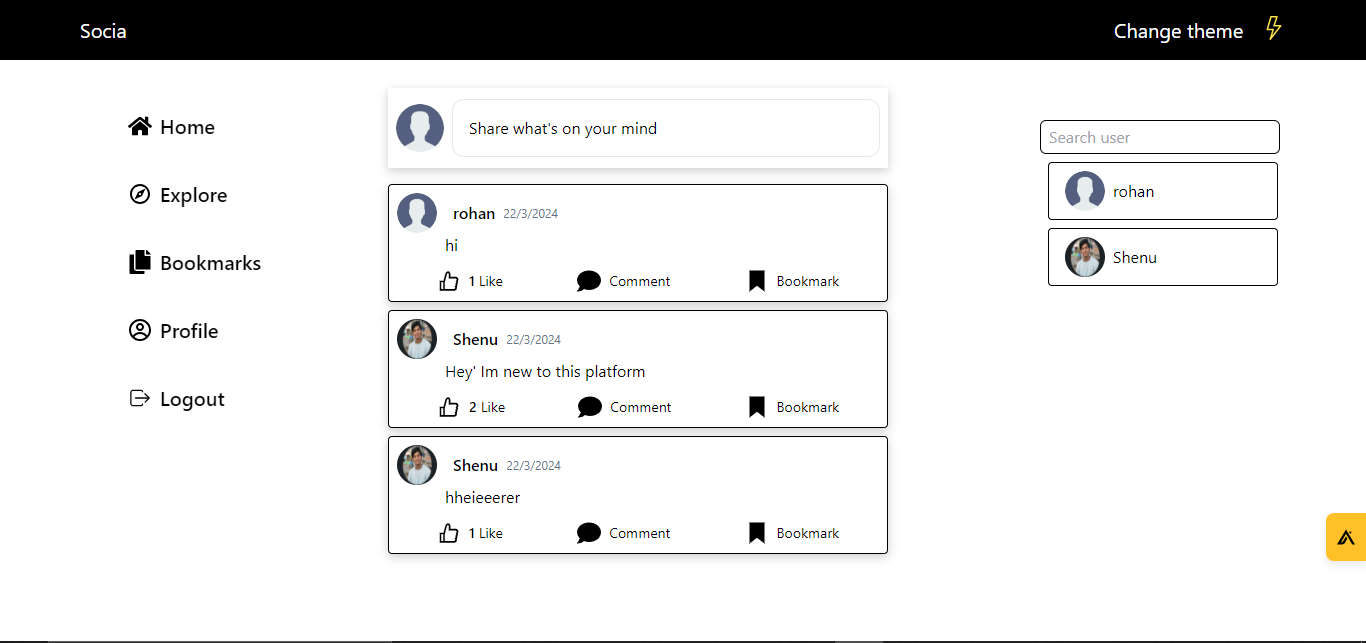 Socia
Change theme
Home
Explore
Bookmarks
Profile
Logout
Share what's on your mind
rohan 22/3/2024
hi
1 Like Comment Bookmark
Shenu 22/3/2024
Hey' Im new to this platform
2 Like Comment Bookmark
Shenu 22/3/2024
hheieeerer
1 Like Comment Bookmark
Search user
rohan
Shenu